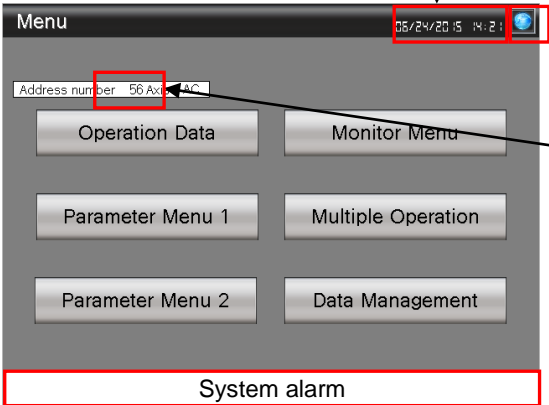 Menu
06/24/2015 14:21
Address number 56 Axis AC
Operation Data
Monitor Menu
Parameter Menu 1
Multiple Operation
Parameter Menu 2
Data Management
System alarm